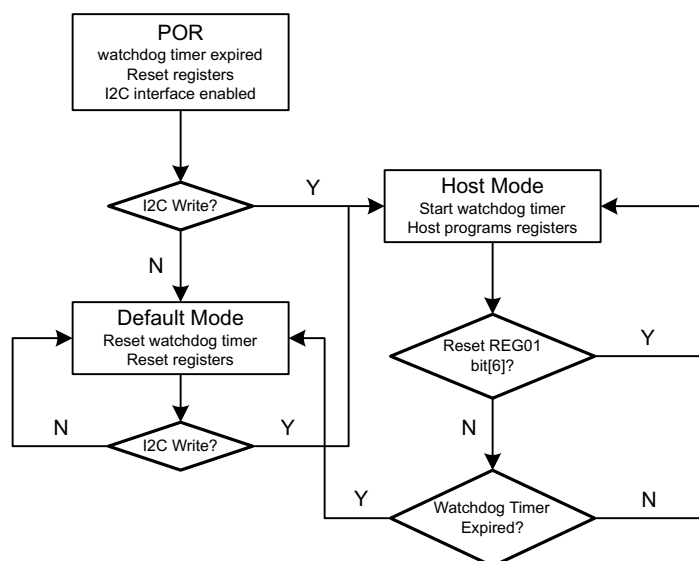 POR
watchdog timer expired
Reset registers
I2C interface enabled
I2C Write?
Y
N
Host Mode
Start watchdog timer
Host programs registers
Default Mode
Reset watchdog timer
Reset registers
Reset REG01
bit[6]?
Y
N
I2C Write?
N
Y
Watchdog Timer
Expired?
Y
N